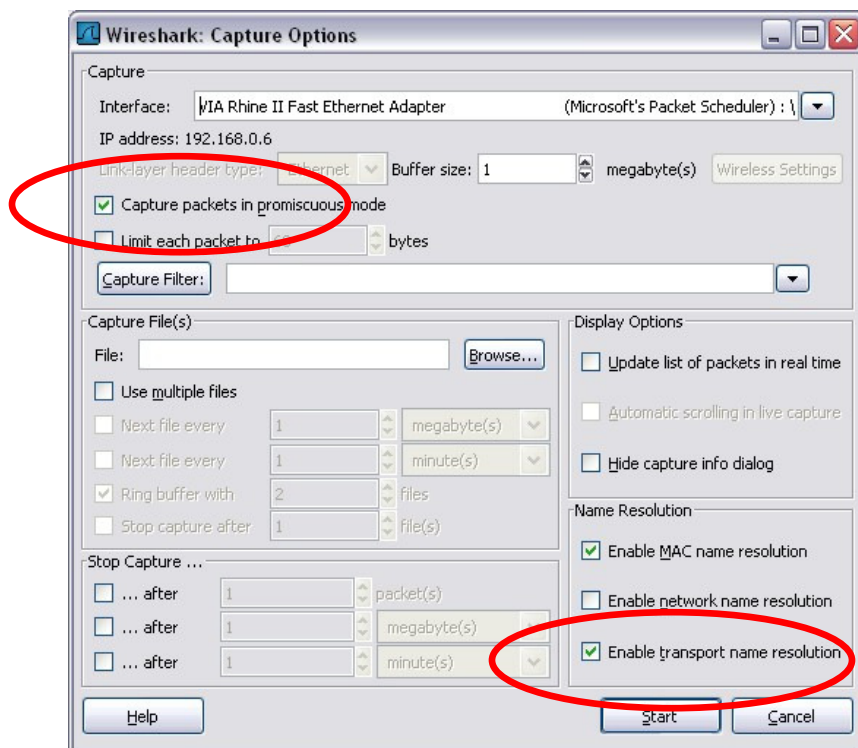 Wireshark: Capture Options
Capture
Interface: VIA Rhine II Fast Ethernet Adapter (Microsoft's Packet Scheduler) : \
IP address: 192.168.0.6
Link-layer header type: Ethernet Buffer size: 1 megabyte(s) Wireless Settings
Capture packets in promiscuous mode
Limit each packet to 68 bytes
Capture Filter:
Capture File(s)
File: Browse...
Use multiple files
Next file every 1 megabyte(s)
Next file every 1 minute(s)
Ring buffer with 2 files
Stop capture after 1 file(s)
Stop Capture ...
... after 1 packet(s)
... after 1 megabyte(s)
... after 1 minute(s)
Display Options
Update list of packets in real time
Automatic scrolling in live capture
Hide capture info dialog
Name Resolution
Enable MAC name resolution
Enable network name resolution
Enable transport name resolution
Help Start Cancel